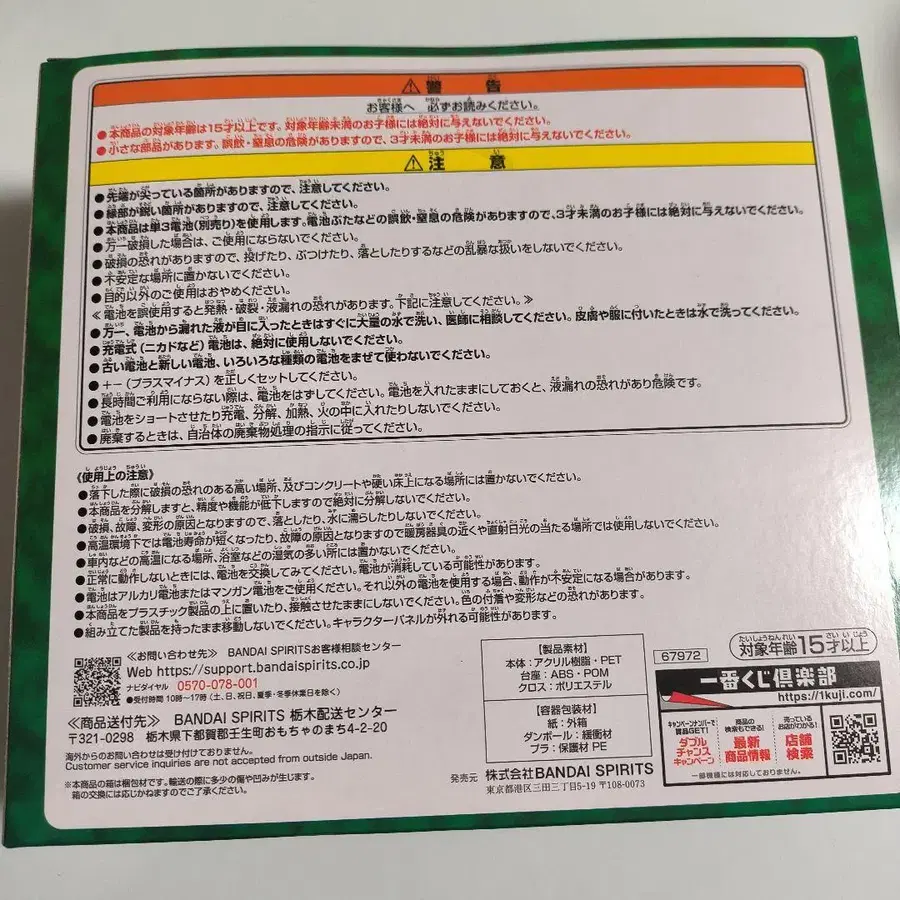 ⚠警 告
お客様へ 必ずお読みください。
●本商品の対象年齢は15才以上です。対象年齢未満のお子様には絶対に与えないでください。
●小さな部品があります。誤飲・窒息の危険がありますので、3才未満のお子様には絶対に与えないでください。
⚠注 意
●先端が尖っている箇所がありますので、注意してください。
●縁部が鋭い箇所がありますので、注意してください。
●本商品は単3電池(別売り)を使用します。電池ぶたなどの誤飲・窒息の危険がありますので、3才未満のお子様には絶対に与えないでください。
●万一破損した場合は、ご使用にならないでください。
●破損の恐れがありますので、投げたり、ぶつけたり、落としたりするなどの乱暴な扱いをしないでください。
●不安定な場所に置かないでください。
●目的以外のご使用はおやめください。
≪電池を誤使用すると発熱・破裂・液漏れの恐れがあります。下記に注意してください。≫
●万一、電池から漏れた液が目に入ったときはすぐに大量の水で洗い、医師に相談してください。皮膚や服に付いたときは水で洗ってください。
●充電式(ニカドなど)電池は、絶対に使用しないでください。
●古い電池と新しい電池、いろいろな種類の電池をまぜて使わないでください。
●+-(プラスマイナス)を正しくセットしてください。
●長時間ご利用にならない際は、電池をはずしてください。電池を入れたままにしておくと、液漏れの恐れがあり危険です。
●電池をショートさせたり充電、分解、加熱、火の中に入れたりしないでください。
●廃棄するときは、自治体の廃棄物処理の指示に従ってください。
《使用上の注意》
●落下した際に破損の恐れのある高い場所、及びコンクリートや硬い床上になる場所には置かないでください。
●本商品を分解しますと、精度や機能が低下しますので絶対に分解しないでください。
●破損、故障、変形の原因となりますので、落としたり、水に濡らしたりしないでください。
●高温環境下では電池寿命が短くなったり、故障の原因となりますので暖房器具の近くや直射日光の当たる場所では使用しないでください。
●車内などの高温になる場所、浴室などの湿気の多い所には置かないでください。
●正常に動作しないときには、電池を交換してみてください。電池が消耗している可能性があります。
●電池はアルカリ電池またはマンガン電池をご使用ください。それ以外の電池を使用する場合、動作が不安定になる場合があります。
●本商品をプラスチック製品の上に置いたり、接触させたままにしないでください。色の付着や変形などの恐れがあります。
●組み立てた製品を持ったまま移動しないでください。キャラクターパネルが外れる可能性があります。
≪お問い合わせ先≫ BANDAI SPIRITSお客様相談センター
Web https://support.bandaispirits.co.jp
ナビダイヤル 0570-078-001
●受付時間 10時～17時(土、日、祝日、夏季・冬季休業日を除く)
≪商品送付先≫ BANDAI SPIRITS 栃木配送センター
〒321-0298 栃木県下都賀郡壬生町おもちゃのまち4-2-20
海外からのお問い合わせは受け付けておりません。
Customer service inquiries are not accepted from outside Japan.
※本商品の箱は梱包材です。輸送の際に多少の傷や凹みが生じます。
箱の交換には応じかねますのでご了承ください。
【製品素材】
本体：アクリル樹脂・PET
台座：ABS・POM
クロス：ポリエステル
【容器包装材】
紙：外箱
ダンボール：緩衝材
プラ：保護材 PE
発売元 株式会社BANDAI SPIRITS
東京都港区三田三丁目5-19 〒108-0073
67972
対象年齢15才以上
一番くじ倶楽部
https://1kuji.com/
キャンペーンナンバーで
賞品GET!
ダブル
チャンス
キャンペーン
商品の
検索もできる!
最新
商品情報
売っている
お店がわかる!
店舗
検索
一部機種には対応しておりません。